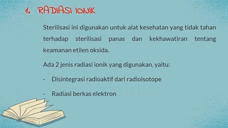 6. RADIASI IONIK
Sterilisasi ini digunakan untuk alat kesehatan yang tidak tahan
terhadap sterilisasi panas dan kekhawatiran tentang
keamanan etilen oksida.
Ada 2 jenis radiasi ionik yang digunakan, yaitu:
- Disintegrasi radioaktif dari radioisotope
- Radiasi berkas elektron